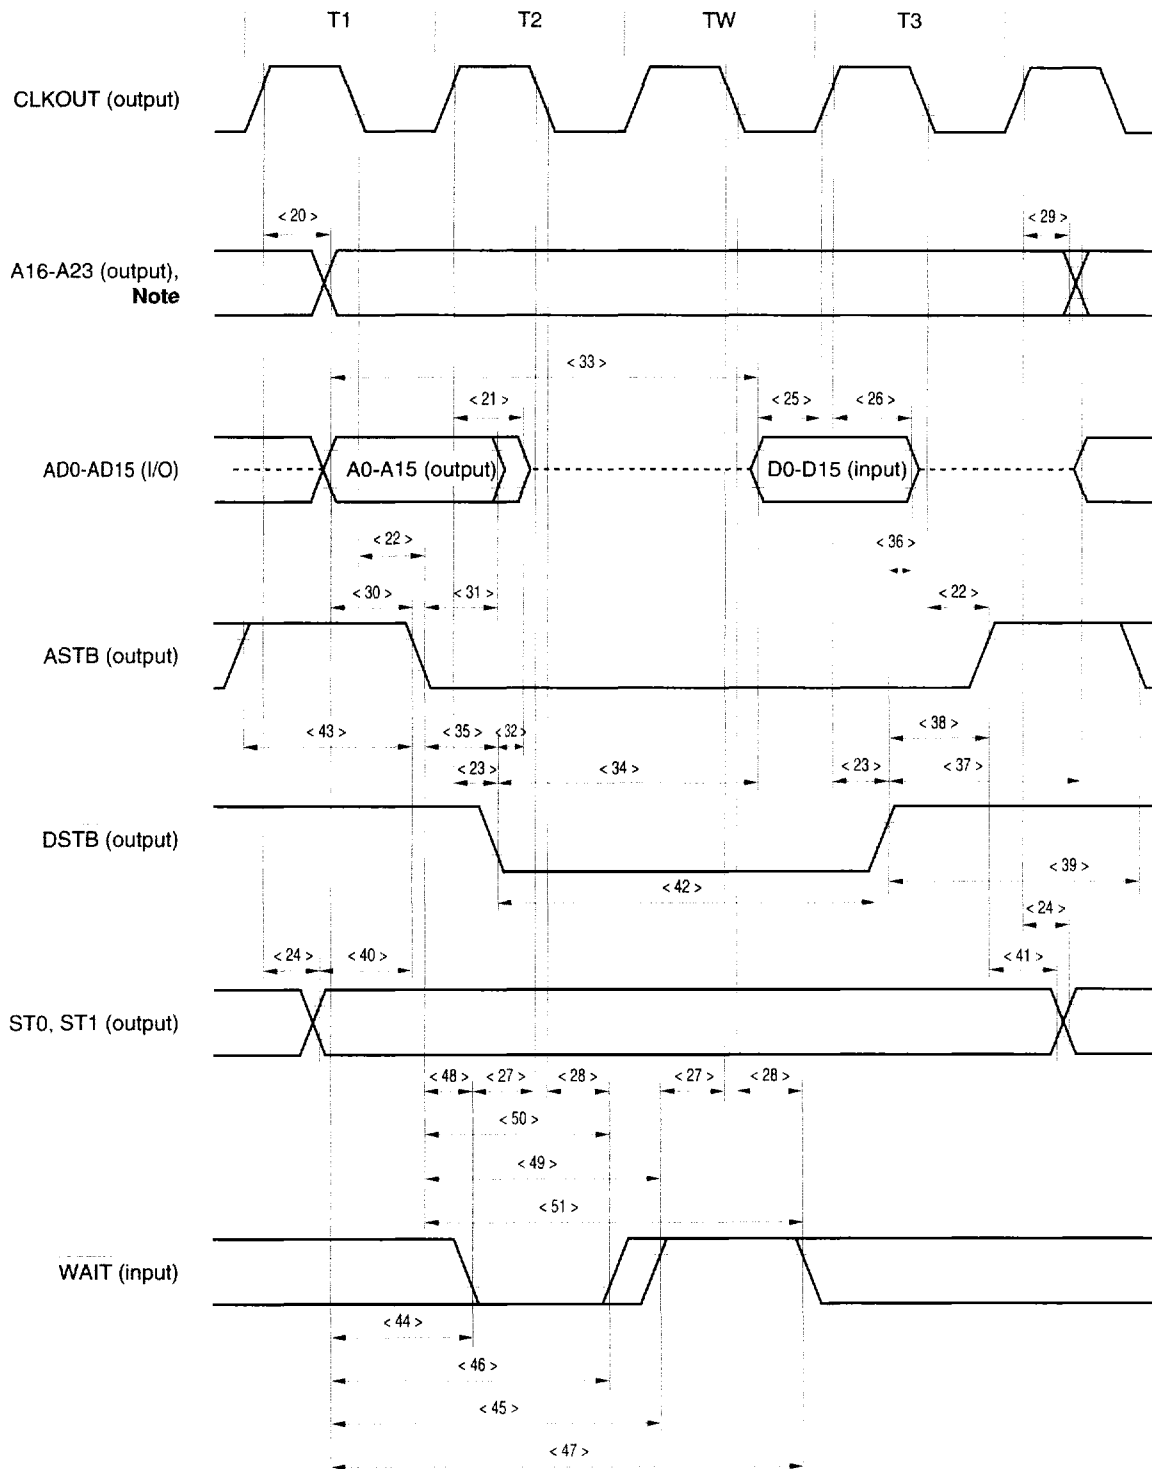 T1 T2 TW T3
CLKOUT (output)
< 20 > < 29 >
A16-A23 (output),
Note
< 33 >
< 21 > < 25 > < 26 >
AD0-AD15 (I/O) A0-A15 (output) D0-D15 (input)
< 22 > < 36 >
< 30 > < 31 > < 22 >
ASTB (output)
< 43 > < 35 > < 32 > < 38 >
< 23 > < 34 > < 23 > < 37 >
DSTB (output)
< 42 > < 39 >
< 24 >
< 24 > < 40 > < 41 >
ST0, ST1 (output)
< 48 > < 27 > < 28 > < 27 > < 28 >
< 50 >
< 49 >
< 51 >
WAIT (input)
< 44 >
< 46 >
< 45 >
< 47 >